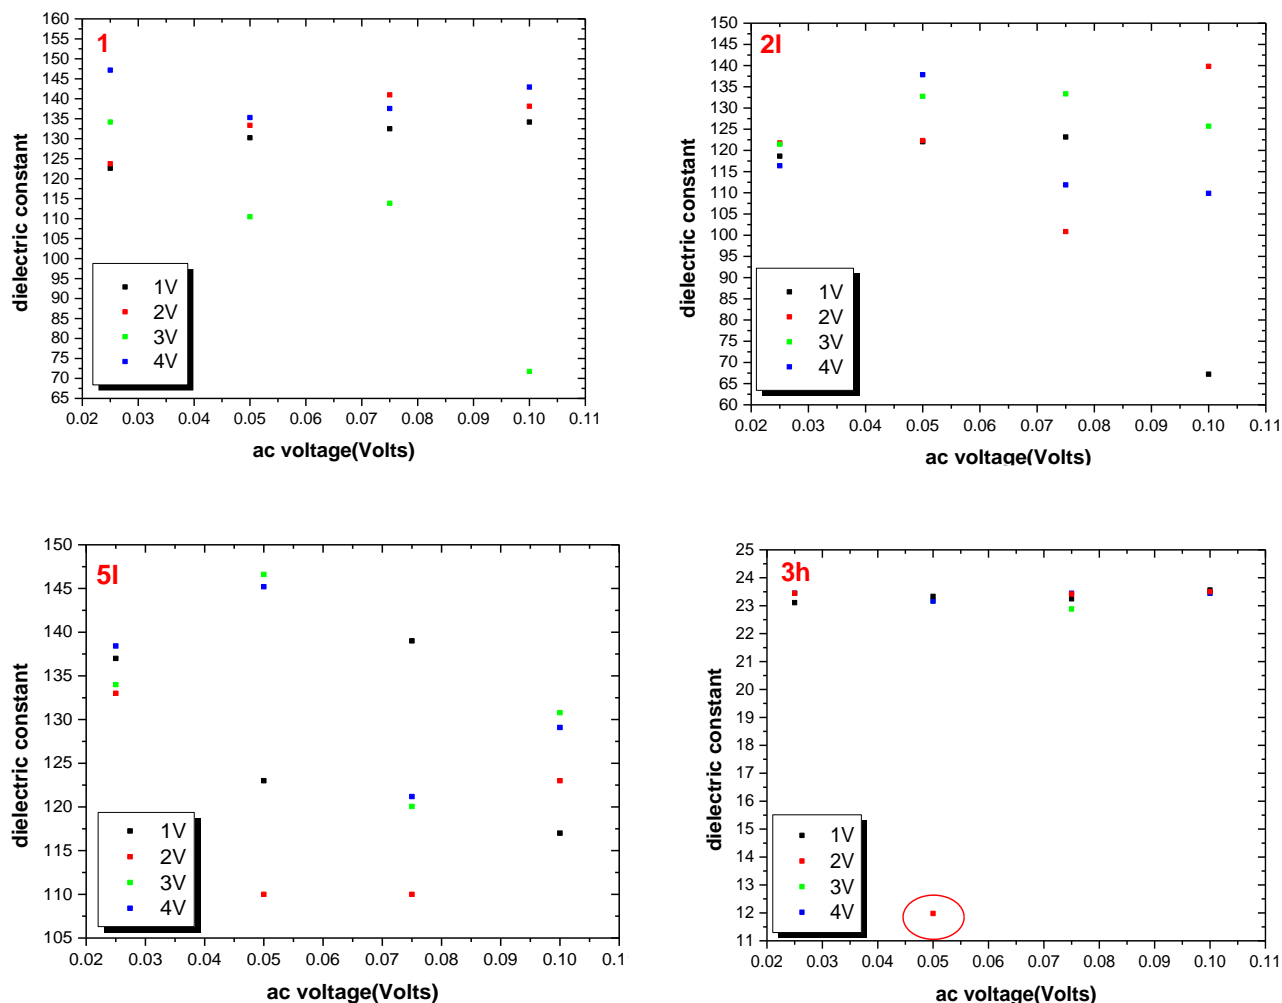 1
dielectric constant
160
155
150
145
140
135
130
125
120
115
110
105
100
95
90
85
80
75
70
65
1V
2V
3V
4V
0.02 0.03 0.04 0.05 0.06 0.07 0.08 0.09 0.10 0.11
ac voltage(Volts)
2l
dielectric constant
150
145
140
135
130
125
120
115
110
105
100
95
90
85
80
75
70
65
60
1V
2V
3V
4V
0.02 0.03 0.04 0.05 0.06 0.07 0.08 0.09 0.10 0.11
ac voltage(Volts)
5l
dielectric constant
150
145
140
135
130
125
120
115
110
105
1V
2V
3V
4V
0.02 0.03 0.04 0.05 0.06 0.07 0.08 0.09 0.10 0.1
ac voltage(Volts)
3h
dielectric constant
25
24
23
22
21
20
19
18
17
16
15
14
13
12
11
1V
2V
3V
4V
0.02 0.03 0.04 0.05 0.06 0.07 0.08 0.09 0.10 0.11
ac voltage(Volts)